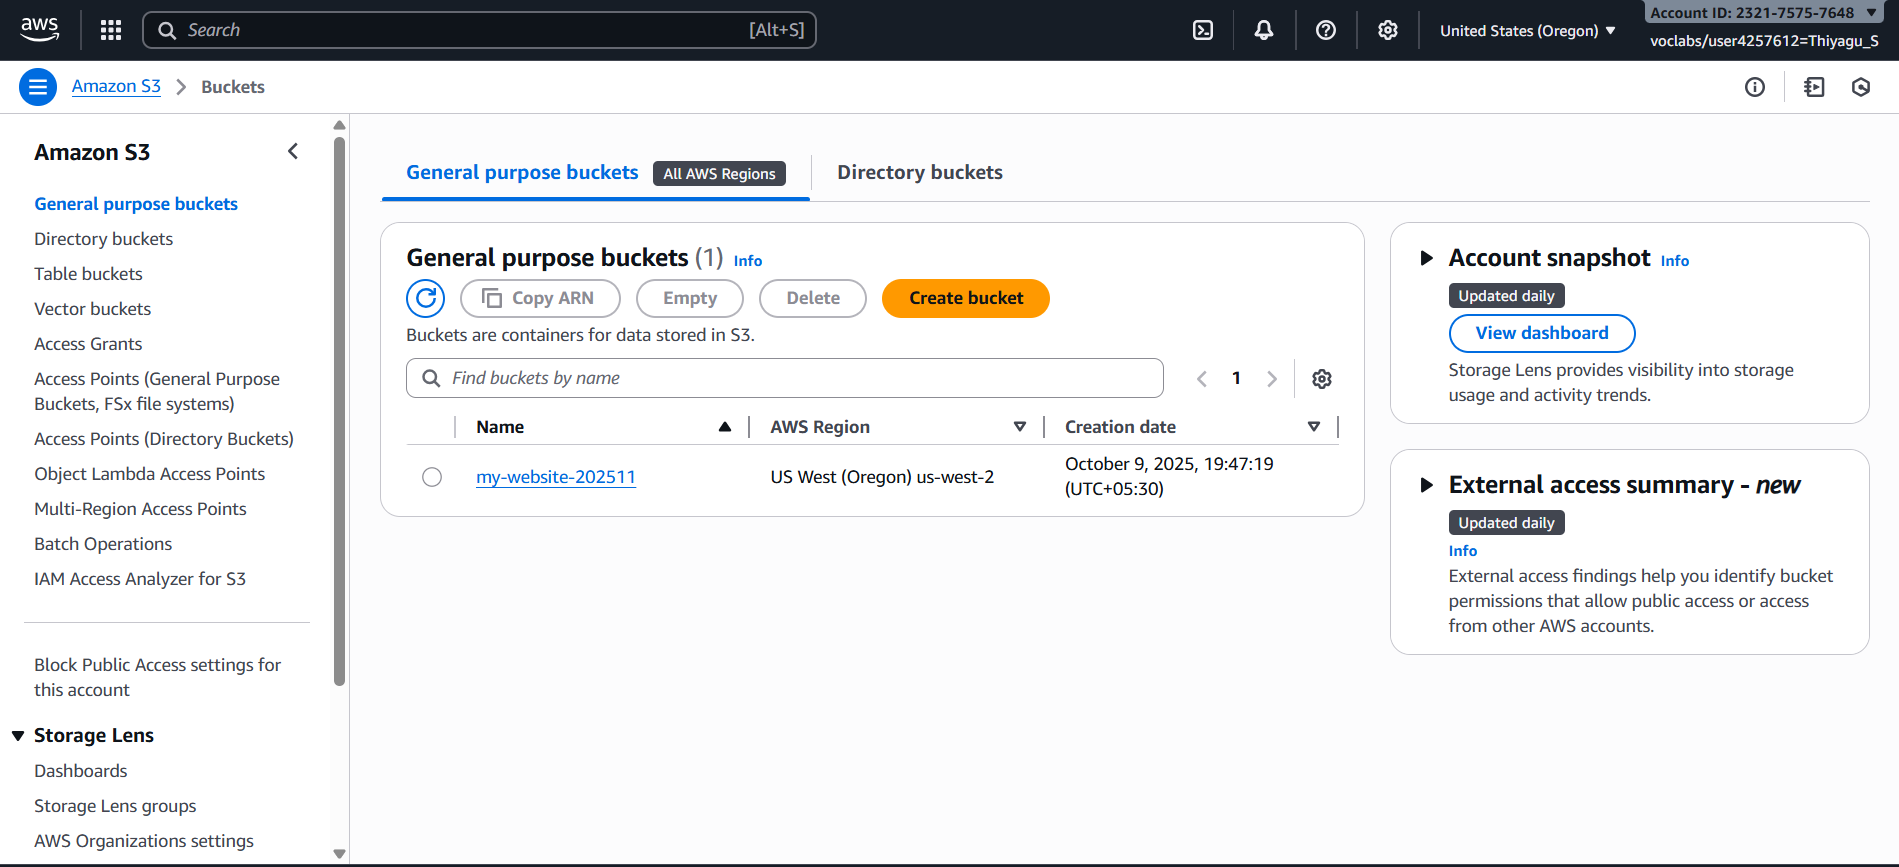 aws
Search
[Alt+S]
United States (Oregon)
Account ID: 2321-7575-7648
voclabs/user4257612=Thiyagu_S
Amazon S3
Buckets
Amazon S3
General purpose buckets
Directory buckets
Table buckets
Vector buckets
Access Grants
Access Points (General Purpose
Buckets, FSx file systems)
Access Points (Directory Buckets)
Object Lambda Access Points
Multi-Region Access Points
Batch Operations
IAM Access Analyzer for S3
Block Public Access settings for
this account
Storage Lens
Dashboards
Storage Lens groups
AWS Organizations settings
General purpose buckets All AWS Regions
Directory buckets
General purpose buckets (1) Info
Copy ARN
Empty
Delete
Create bucket
Buckets are containers for data stored in S3.
Find buckets by name
1
Name
AWS Region
Creation date
my-website-202511
US West (Oregon) us-west-2
October 9, 2025, 19:47:19
(UTC+05:30)
Account snapshot Info
Updated daily
View dashboard
Storage Lens provides visibility into storage
usage and activity trends.
External access summary - new
Updated daily
Info
External access findings help you identify bucket
permissions that allow public access or access
from other AWS accounts.